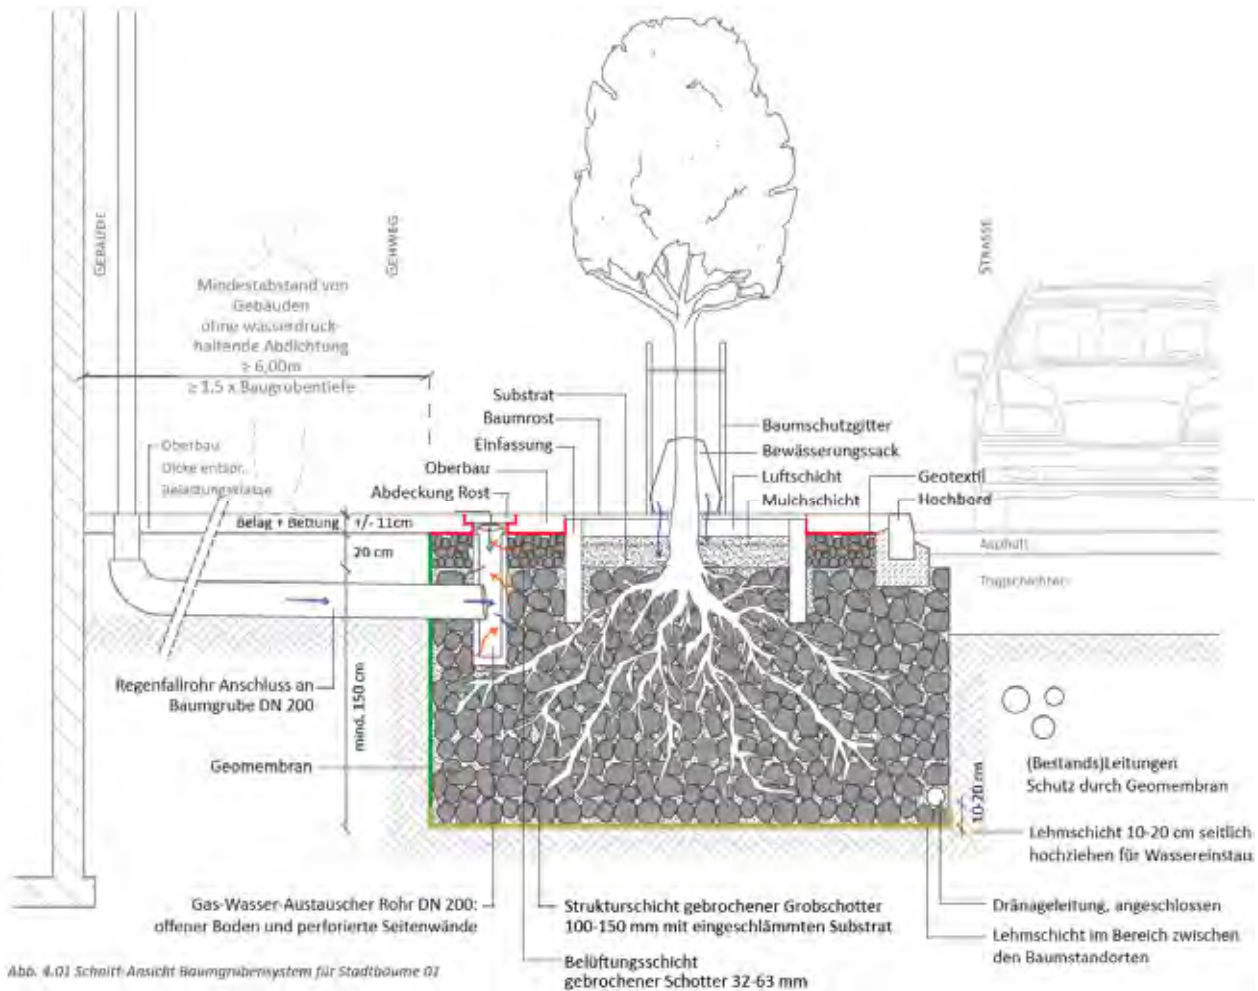 GEBÄUDE
GEHWEG
STRASSE
Mindestabstand von
Gebäuden
ohne wasserdruck-
haltende Abdichtung
≥ 6,00m
≥ 1,5 x Baugrubentiefe
Substrat
Baumrost
Einfassung
Oberbau
Abdeckung Rost
Baumschutzgitter
Bewässerungssack
Luftschicht
Mulchschicht
Geotextil
Hochbord
Oberbau
Dicke entspr.
Belastungsklasse
Belag + Bettung
+/- 11cm
20 cm
mind. 150 cm
Asphalt
Tragschichten
Regenfallrohr Anschluss an
Baumgrube DN 200
Geomembran
(Bestands)Leitungen
Schutz durch Geomembran
10-20 cm
Lehmschicht 10-20 cm seitlich
hochziehen für Wassereinstau
Gas-Wasser-Austauscher Rohr DN 200:
offener Boden und perforierte Seitenwände
Strukturschicht gebrochener Grobschotter
100-150 mm mit eingeschlämmten Substrat
Belüftungsschicht
gebrochener Schotter 32-63 mm
Dränageleitung, angeschlossen
Lehmschicht im Bereich zwischen
den Baumstandorten
Abb. 4.01 Schnitt-Ansicht Baumgrubensystem für Stadtbäume 01